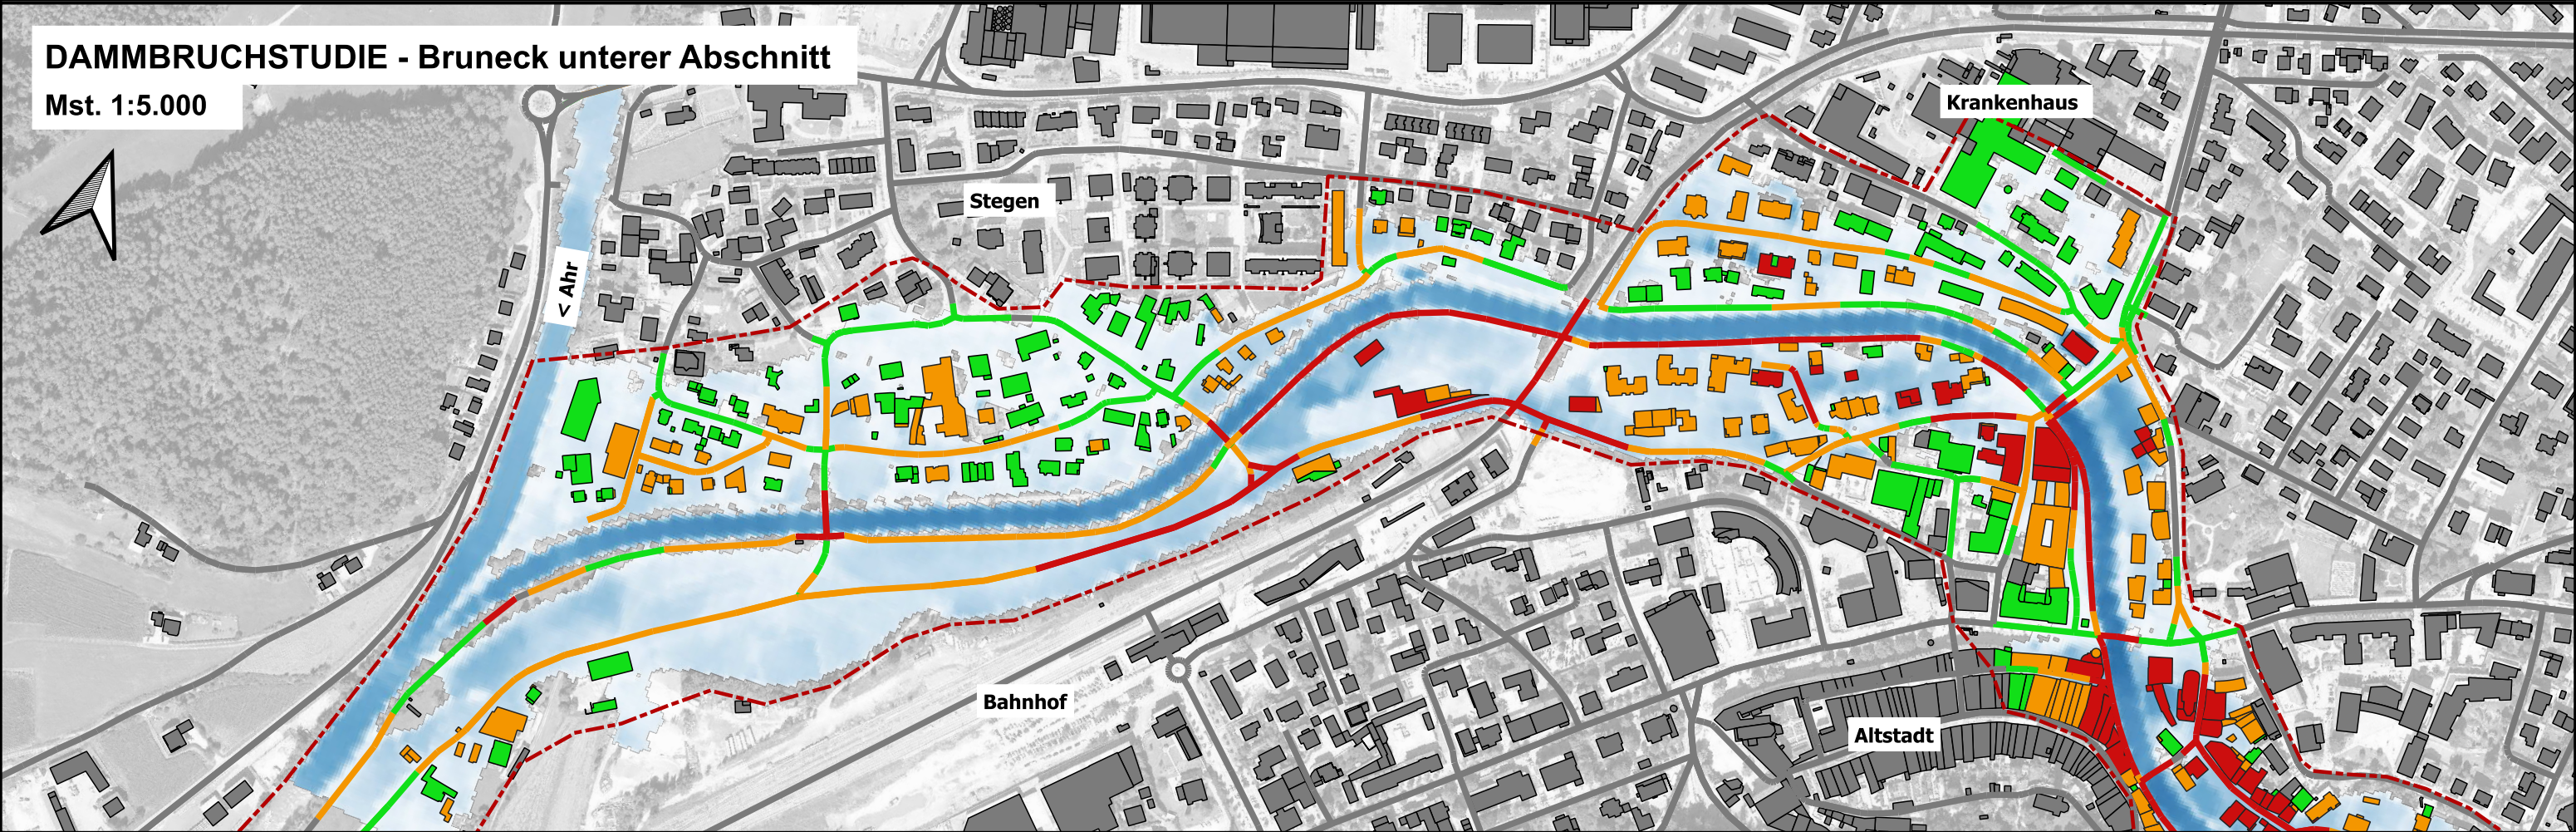 DAMMBRUCHSTUDIE - Bruneck unterer Abschnitt
Mst. 1:5.000
Krankenhaus
Stegen
< Ahr
Bahnhof
Altstadt